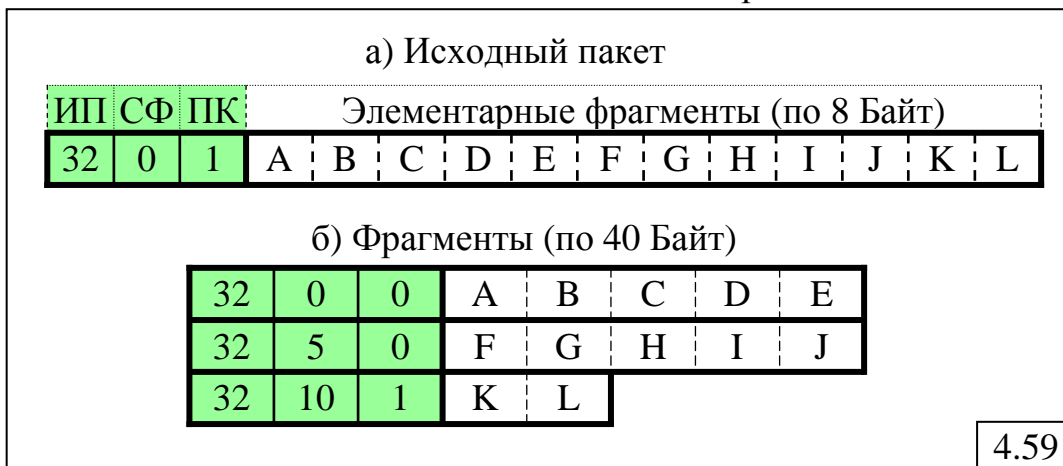 а) Исходный пакет
ИП СФ ПК Элементарные фрагменты (по 8 Байт)
32 0 1 A B C D E F G H I J K L
б) Фрагменты (по 40 Байт)
32 0 0 A B C D E
32 5 0 F G H I J
32 10 1 K L
4.59